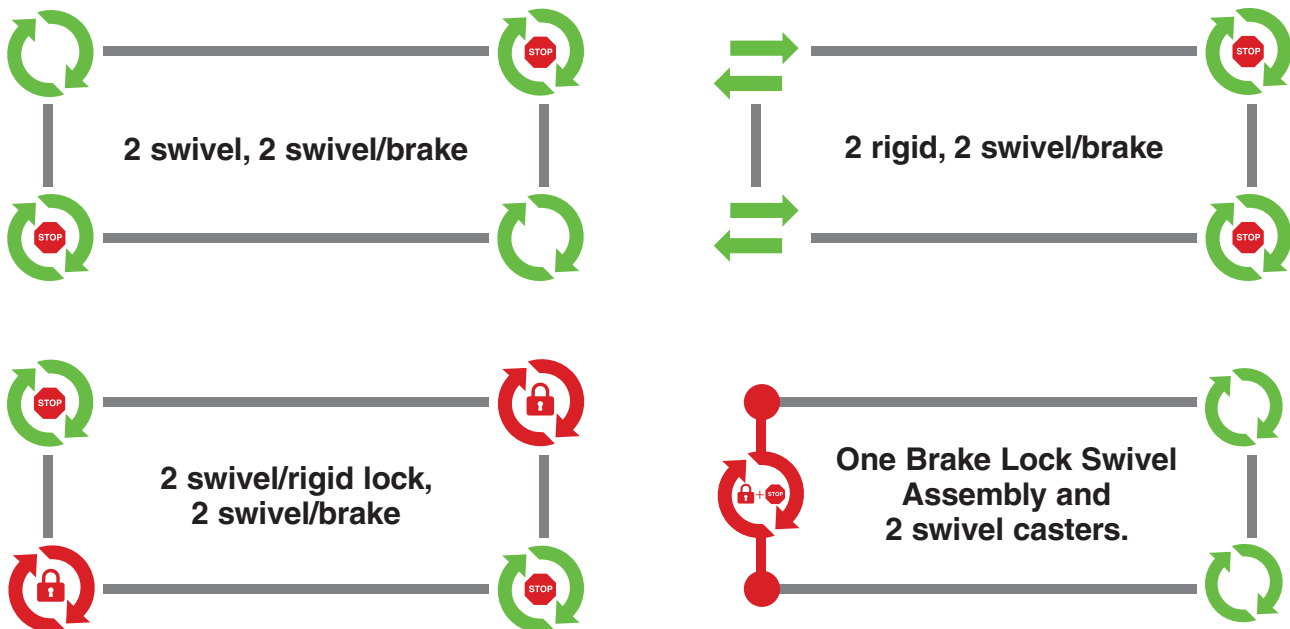 STOP
STOP
2 swivel, 2 swivel/brake
2 rigid, 2 swivel/brake
STOP
STOP
STOP
2 swivel/rigid lock,
2 swivel/brake
One Brake Lock Swivel
Assembly and
2 swivel casters.
+ STOP
STOP